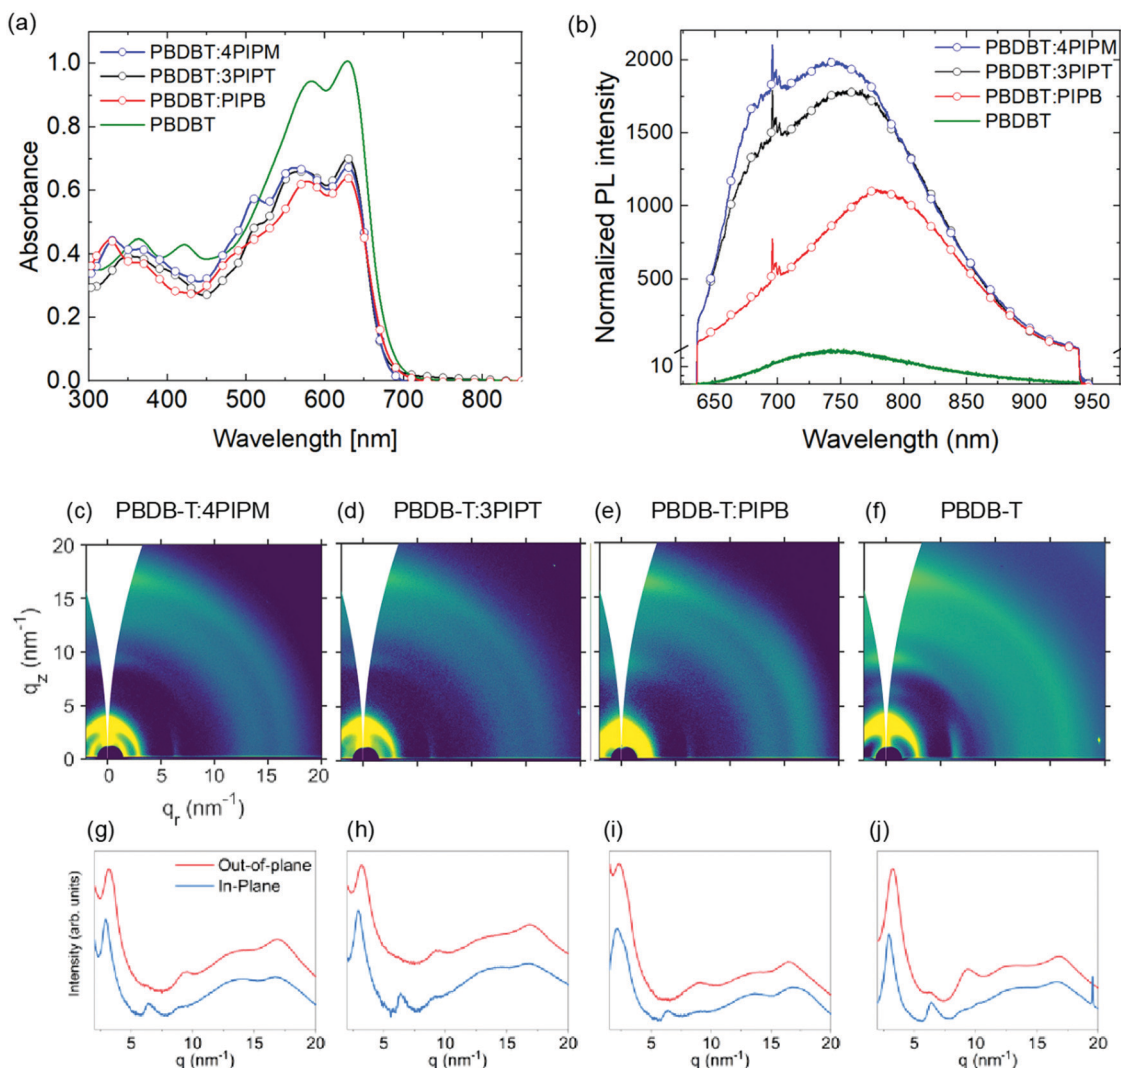 (a)
PBDBT:4PIPM
PBDBT:3PIPT
PBDBT:PIPB
PBDBT
1.0
0.8
0.6
0.4
0.2
0.0
Absorbance
300 400 500 600 700 800
Wavelength [nm]
(b)
PBDBT:4PIPM
PBDBT:3PIPT
PBDBT:PIPB
PBDBT
2000
1500
1000
500
10
Normalized PL intensity
650 700 750 800 850 900 950
Wavelength (nm)
(c) PBDB-T:4PIPM
(d) PBDB-T:3PIPT
(e) PBDB-T:PIPB
(f) PBDB-T
20
15
10
5
0
q_z (nm⁻¹)
0 5 10 15 20
q_r (nm⁻¹)
(g)
Out-of-plane
In-Plane
Intensity (arb. units)
5 10 15 20
q (nm⁻¹)
(h)
5 10 15 20
q (nm⁻¹)
(i)
5 10 15 20
q (nm⁻¹)
(j)
5 10 15 20
q (nm⁻¹)